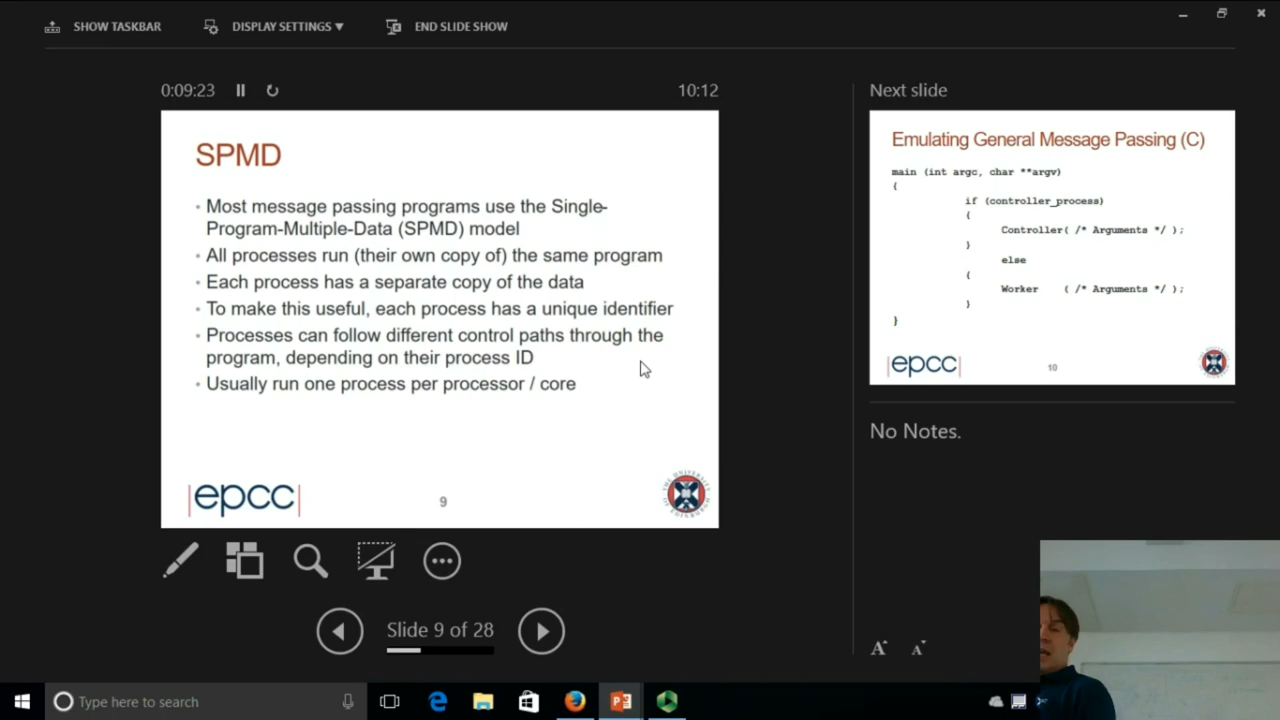 SHOW TASKBAR
DISPLAY SETTINGS ▼
END SLIDE SHOW
0:09:23
10:12
SPMD
• Most message passing programs use the Single-
Program-Multiple-Data (SPMD) model
• All processes run (their own copy of) the same program
• Each process has a separate copy of the data
• To make this useful, each process has a unique identifier
• Processes can follow different control paths through the
program, depending on their process ID
• Usually run one process per processor / core
|epcc|
9
THE UNIVERSITY OF EDINBURGH
Slide 9 of 28
Next slide
Emulating General Message Passing (C)
main (int argc, char **argv)
{
if (controller_process)
{
Controller( /* Arguments */ );
}
else
{
Worker ( /* Arguments */ );
}
}
|epcc|
10
No Notes.
A A
Type here to search